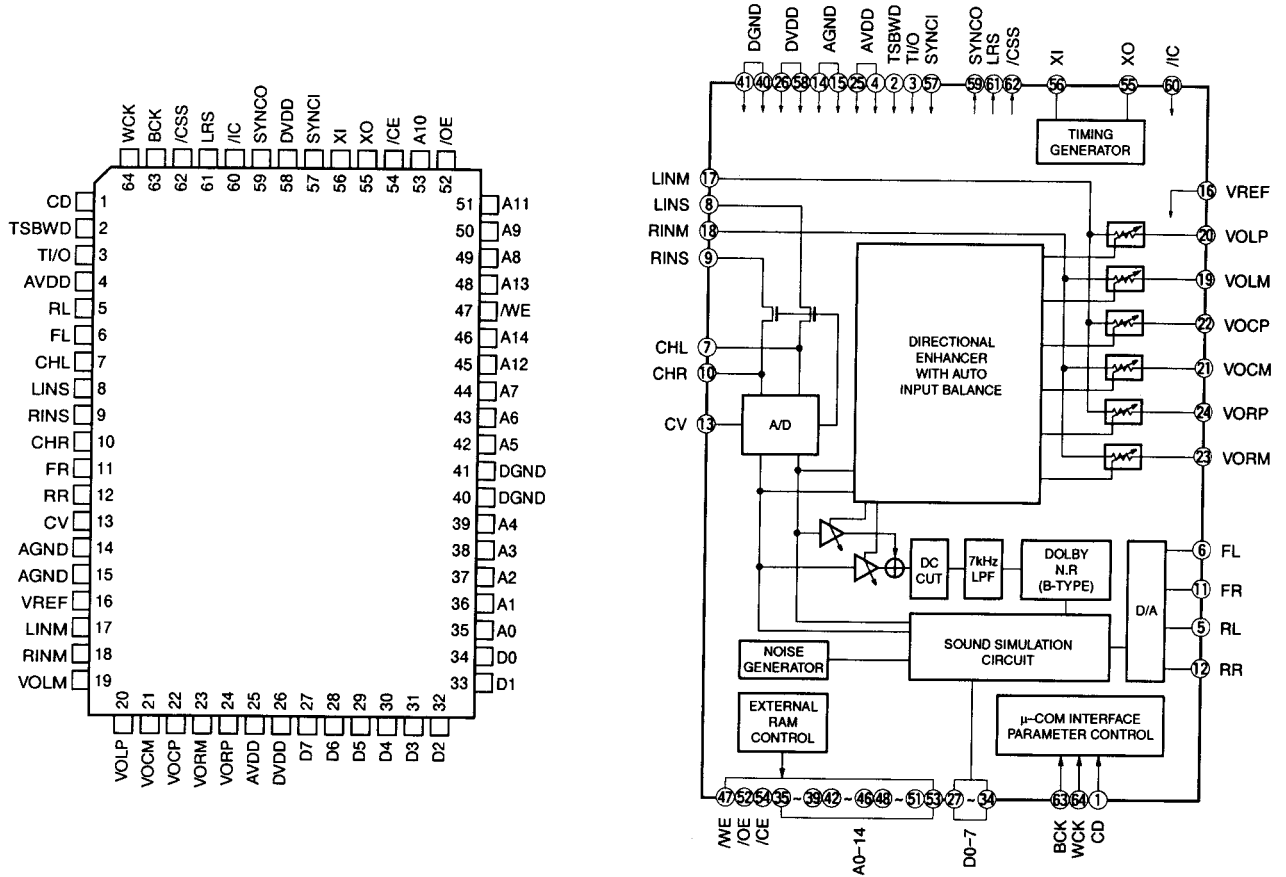 WCK BCK /CSS LRS /IC SYNCO DVDD SYNCI XI XO /CE A10 /OE
64 63 62 61 60 59 58 57 56 55 54 53 52
CD 1
TSBWD 2
TI/O 3
AVDD 4
RL 5
FL 6
CHL 7
LINS 8
RINS 9
CHR 10
FR 11
RR 12
CV 13
AGND 14
AGND 15
VREF 16
LINM 17
RINM 18
VOLM 19
51 A11
50 A9
49 A8
48 A13
47 /WE
46 A14
45 A12
44 A7
43 A6
42 A5
41 DGND
40 DGND
39 A4
38 A3
37 A2
36 A1
35 A0
34 D0
33 D1
20 21 22 23 24 25 26 27 28 29 30 31 32
VOLP VOCM VOCP VORM VORP AVDD DVDD D7 D6 D5 D4 D3 D2
DGND DVDD AGND AVDD TSBWD TI/O SYNCI SYNCO LRS /CSS XI XO /IC
41 40 26 58 14 15 25 4 2 3 57 59 61 62 56 55 60
TIMING
GENERATOR
LINM 17
LINS 8
RINM 18
RINS 9
CHL 7
CHR 10
CV 13
A/D
DIRECTIONAL
ENHANCER
WITH AUTO
INPUT BALANCE
16 VREF
20 VOLP
19 VOLM
22 VOCP
21 VOCM
24 VORP
23 VORM
DC
CUT
7kHz
LPF
DOLBY
N.R
(B-TYPE)
D/A
6 FL
11 FR
5 RL
12 RR
NOISE
GENERATOR
SOUND SIMULATION
CIRCUIT
EXTERNAL
RAM
CONTROL
µ-COM INTERFACE
PARAMETER CONTROL
47 52 54 35 ~ 39 42 ~ 46 48 ~ 51 53 27 ~ 34 63 64 1
/WE /OE /CE A0–14 D0–7 BCK WCK CD